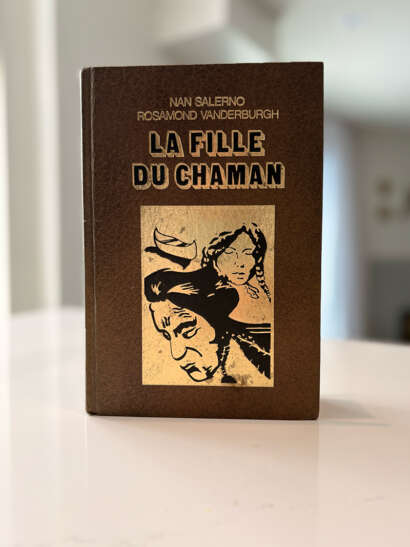 NAN SALERNO
ROSAMOND VANDERBURGH
LA FILLE
DU CHAMAN